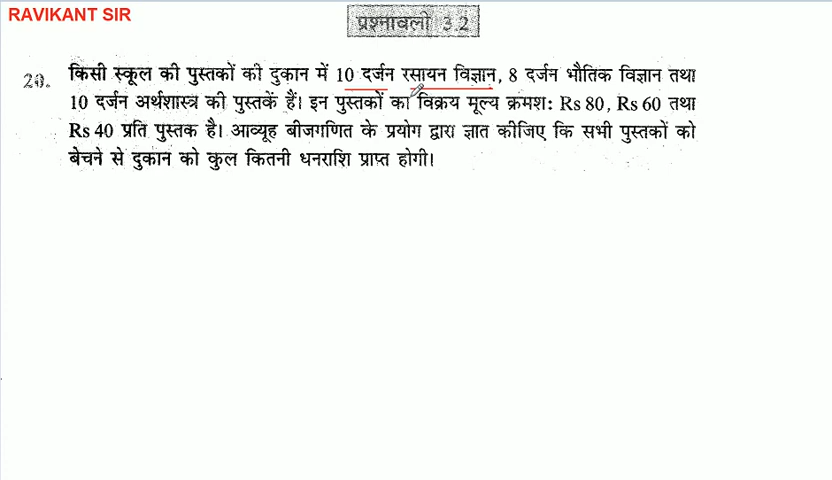 RAVIKANT SIR
प्रश्नावली 3.2
20. किसी स्कूल की पुस्तकों की दुकान में 10 दर्जन रसायन विज्ञान, 8 दर्जन भौतिक विज्ञान तथा
10 दर्जन अर्थशास्त्र की पुस्तकें हैं। इन पुस्तकों का विक्रय मूल्य क्रमश: Rs 80, Rs 60 तथा
Rs 40 प्रति पुस्तक है। आव्यूह बीजगणित के प्रयोग द्वारा ज्ञात कीजिए कि सभी पुस्तकों को
बेचने से दुकान को कुल कितनी धनराशि प्राप्त होगी।